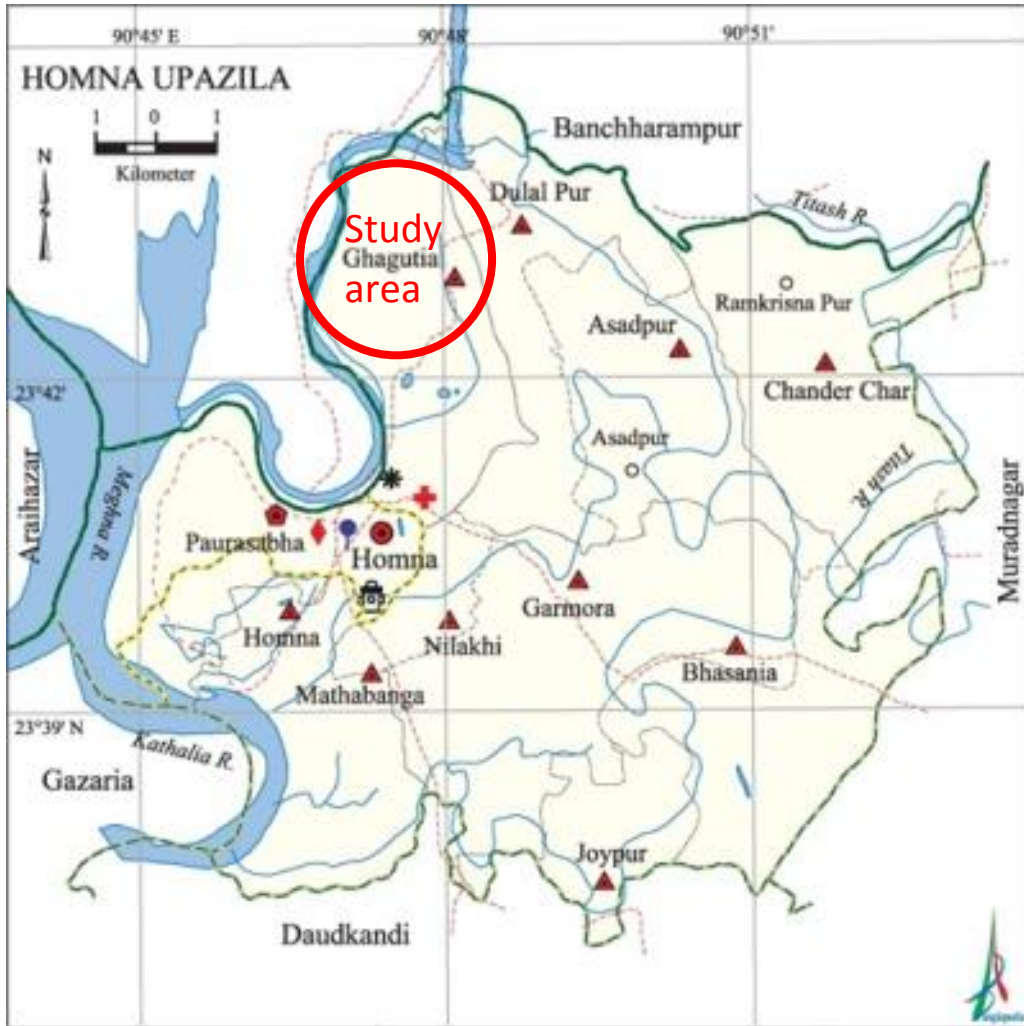 90°45' E
90°48'
90°51'
HOMNA UPAZILA
1 0 1
Kilometer
N
Banchharampur
Dulal Pur
Titash R.
Study
Ghagutia
area
Ramkrisna Pur
Asadpur
Chander Char
23°42'
Asadpur
Araihazar
Meghna R.
Titash R.
Muradnagar
Paurasabha
Homna
Garmora
Homna
Nilakhi
Bhasania
Mathabanga
23°39' N
Kathalia R.
Gazaria
Joypur
Daudkandi